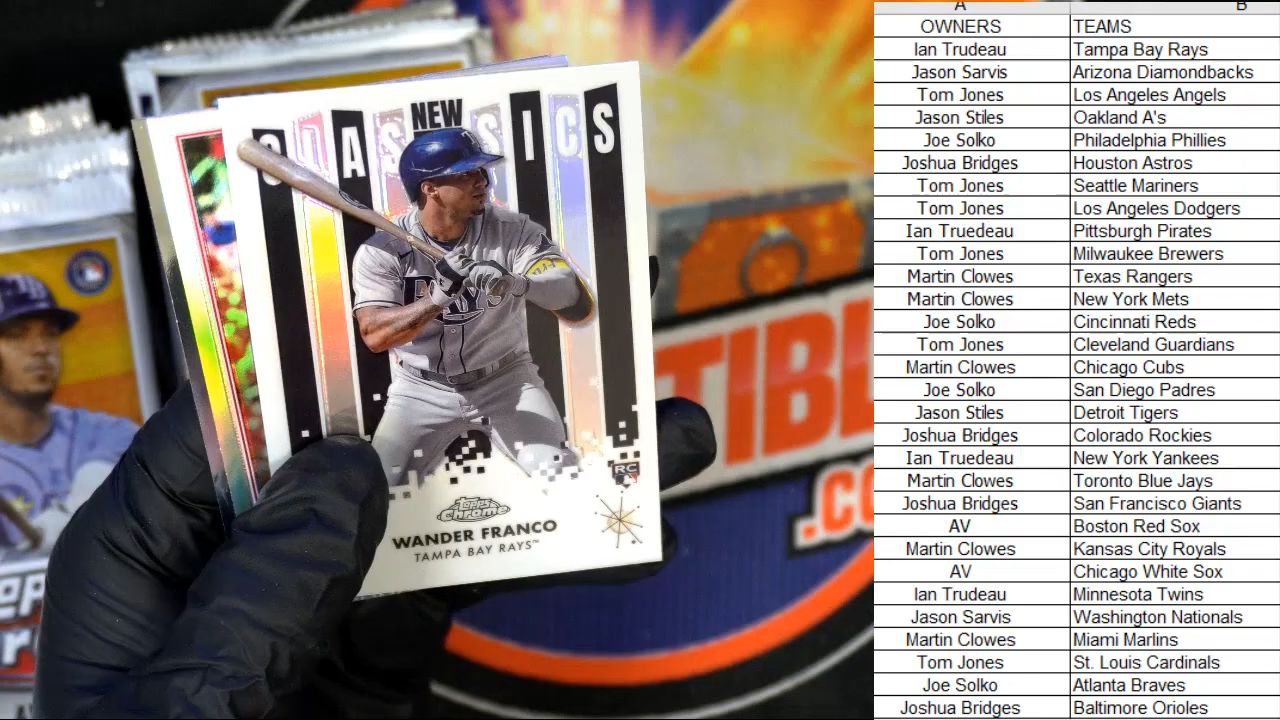 NEW
CLASSICS
RAYS
RC
topps
Chrome
WANDER FRANCO
TAMPA BAY RAYS™
TIBL
.CO
A B
OWNERS TEAMS
Ian Trudeau Tampa Bay Rays
Jason Sarvis Arizona Diamondbacks
Tom Jones Los Angeles Angels
Jason Stiles Oakland A's
Joe Solko Philadelphia Phillies
Joshua Bridges Houston Astros
Tom Jones Seattle Mariners
Tom Jones Los Angeles Dodgers
Ian Truedeau Pittsburgh Pirates
Tom Jones Milwaukee Brewers
Martin Clowes Texas Rangers
Martin Clowes New York Mets
Joe Solko Cincinnati Reds
Tom Jones Cleveland Guardians
Martin Clowes Chicago Cubs
Joe Solko San Diego Padres
Jason Stiles Detroit Tigers
Joshua Bridges Colorado Rockies
Ian Truedeau New York Yankees
Martin Clowes Toronto Blue Jays
Joshua Bridges San Francisco Giants
AV Boston Red Sox
Martin Clowes Kansas City Royals
AV Chicago White Sox
Ian Trudeau Minnesota Twins
Jason Sarvis Washington Nationals
Martin Clowes Miami Marlins
Tom Jones St. Louis Cardinals
Joe Solko Atlanta Braves
Joshua Bridges Baltimore Orioles